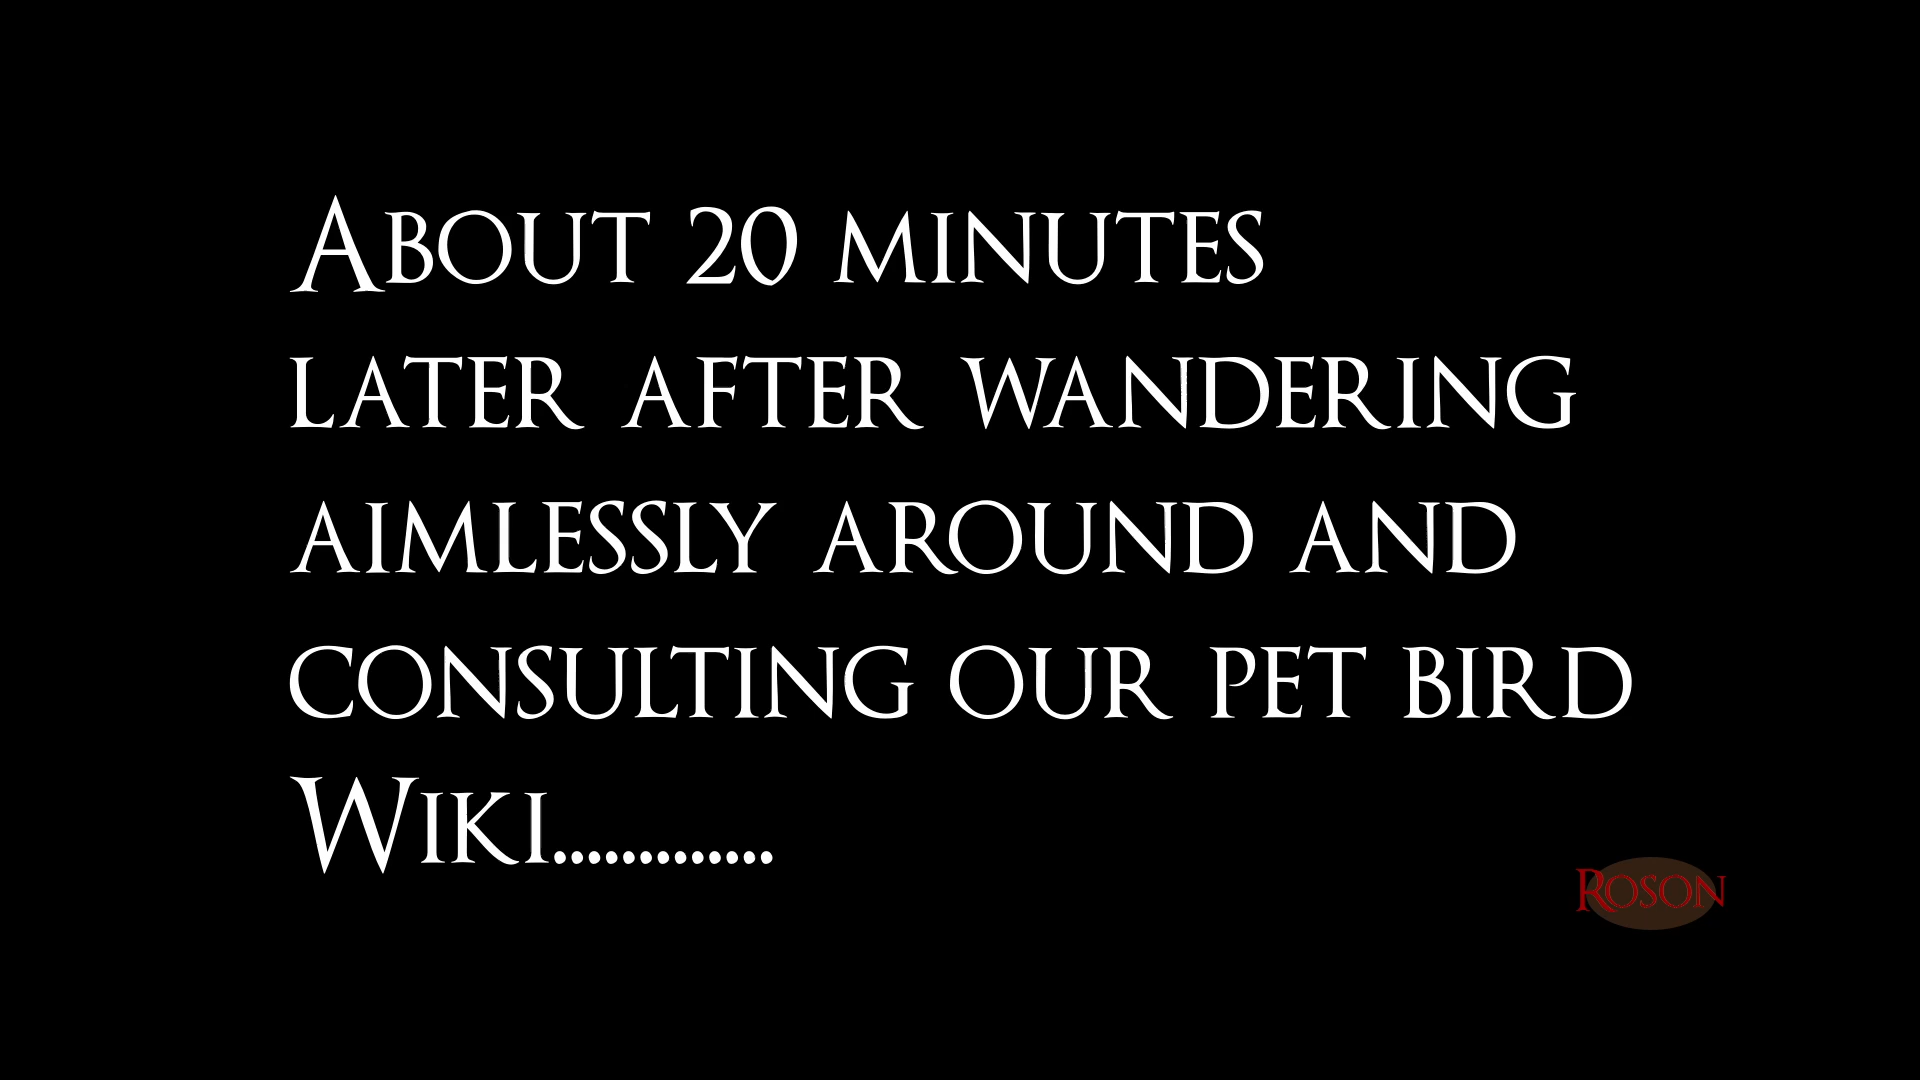 About 20 minutes
later after wandering
aimlessly around and
consulting our pet bird
Wiki.............
Roson